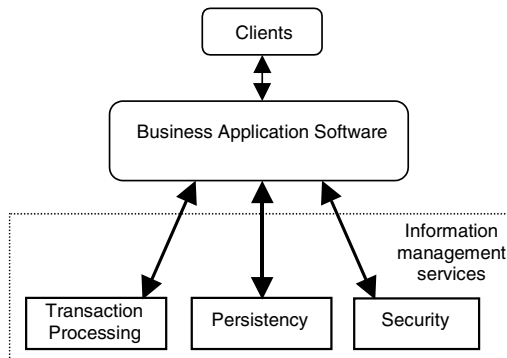 Clients
Business Application Software
Information
management
services
Transaction
Processing
Persistency
Security